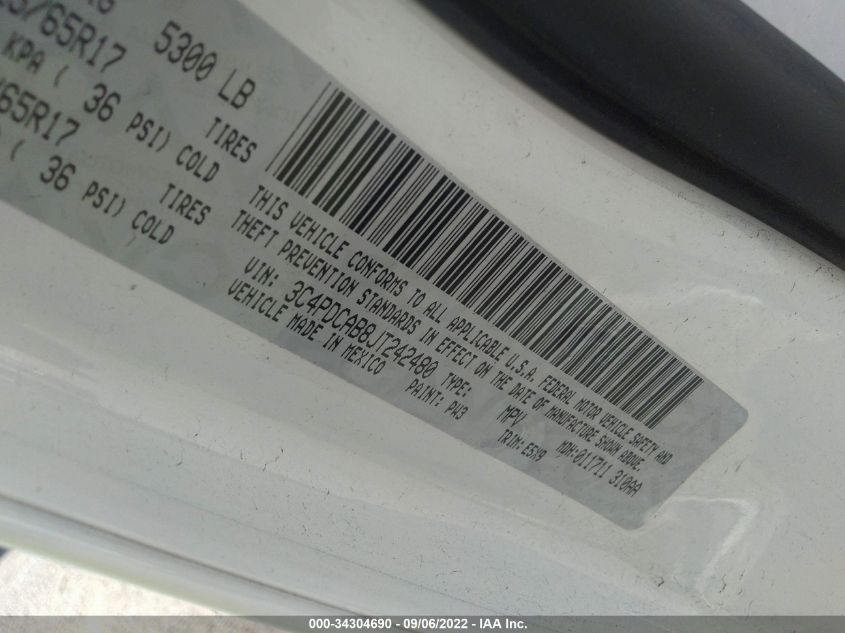 5300 LB
/65R17 TIRES
KPA ( 36 PSI) COLD
65R17 TIRES
( 36 PSI) COLD
THIS VEHICLE CONFORMS TO ALL APPLICABLE U.S.A. FEDERAL MOTOR VEHICLE SAFETY AND
THEFT PREVENTION STANDARDS IN EFFECT ON THE DATE OF MANUFACTURE SHOWN ABOVE.
VIN: 3C4PDCAB8JT242480 TYPE: MPV MDH:011711 310AA
VEHICLE MADE IN MEXICO PAINT: PW3 TRIM: E5X9
000-34304690 - 09/06/2022 - IAA Inc.